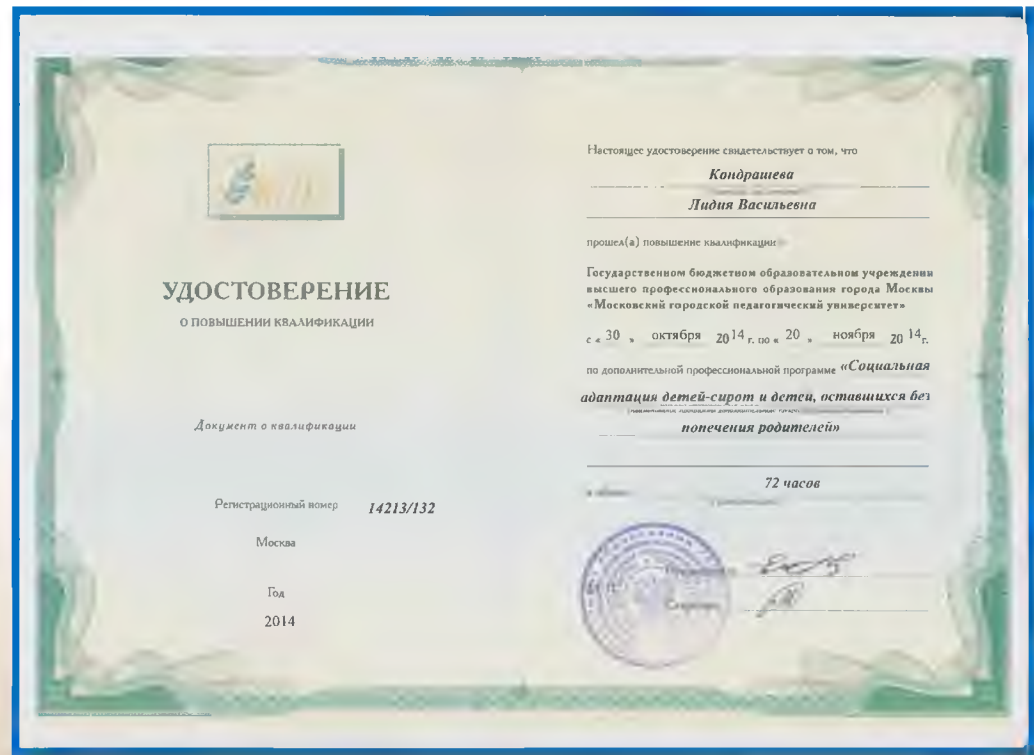 УДОСТОВЕРЕНИЕ
О ПОВЫШЕНИИ КВАЛИФИКАЦИИ
Документ о квалификации
Регистрационный номер 14213/132
Москва
Год
2014
Настоящее удостоверение свидетельствует о том, что
Кондрашева
Лидия Васильевна
прошел(а) повышение квалификации
Государственном бюджетном образовательном учреждении
высшего профессионального образования города Москвы
«Московский городской педагогический университет»
с « 30 » октября 20 14 г. по « 20 » ноября 20 14 г.
по дополнительной профессиональной программе «Социальная
адаптация детей-сирот и детей, оставшихся без
попечения родителей»
72 часов
Секретарь